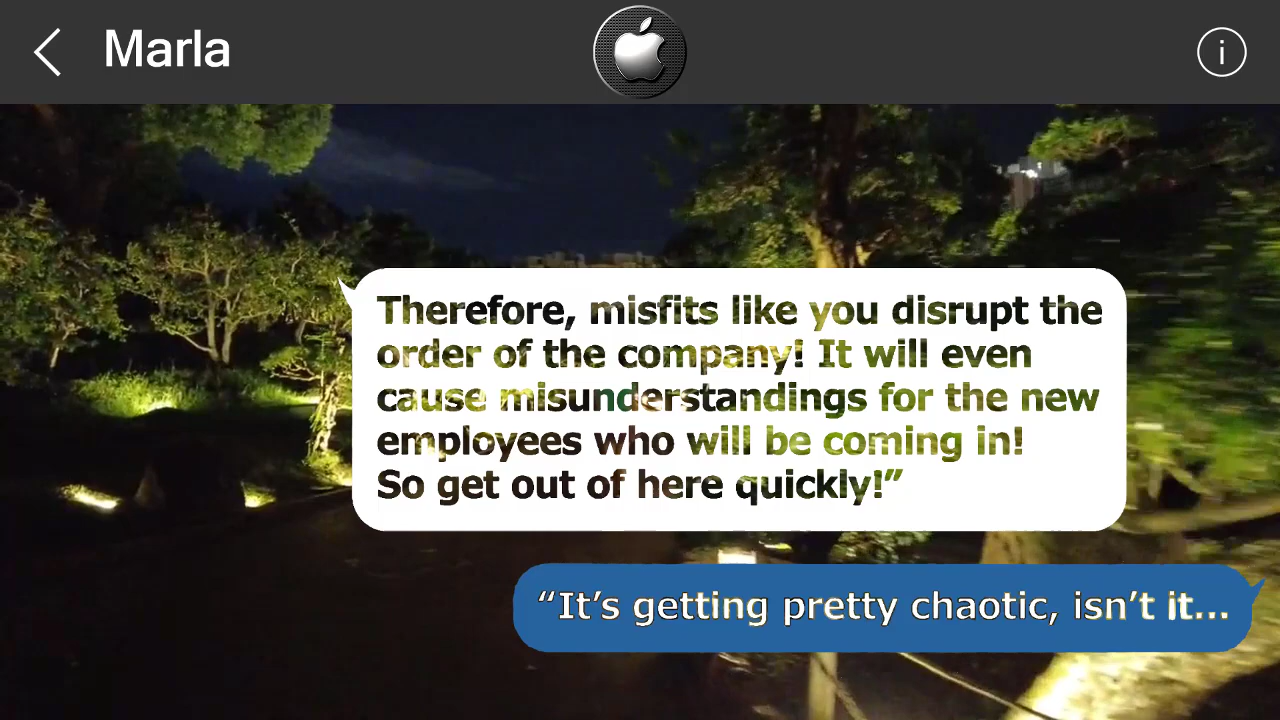 Marla
i
Therefore, misfits like you disrupt the
order of the company! It will even
cause misunderstandings for the new
employees who will be coming in!
So get out of here quickly!”
“It’s getting pretty chaotic, isn’t it...